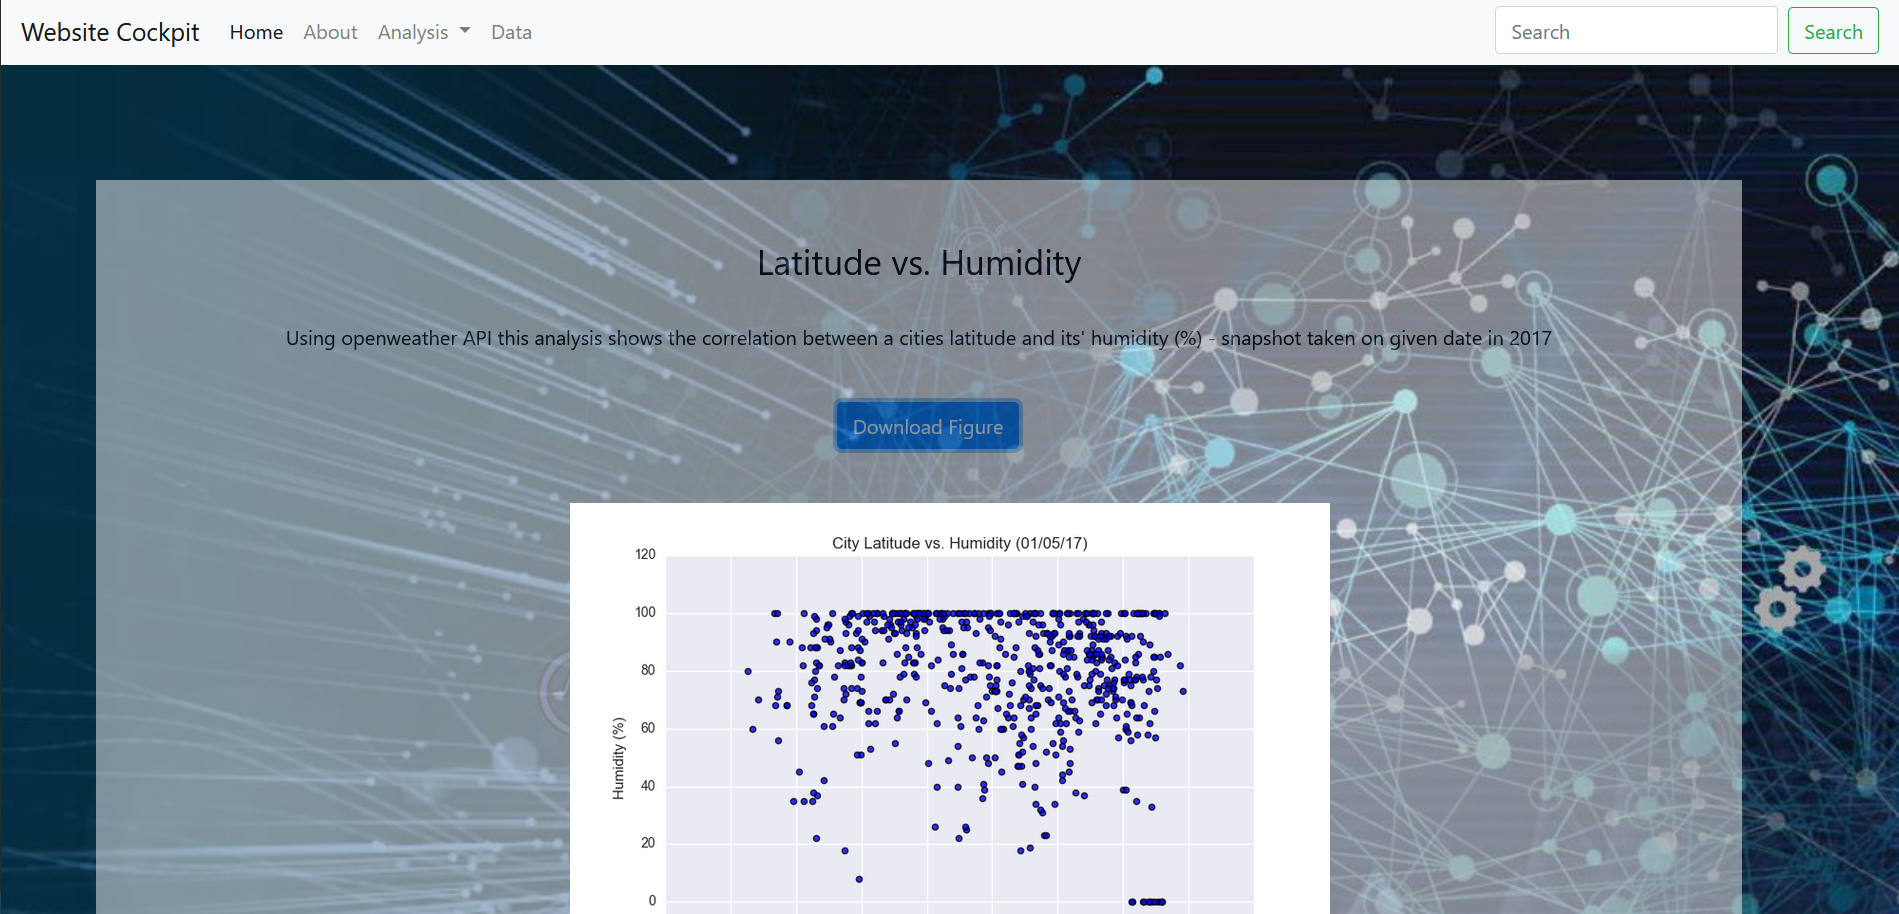 Website Cockpit Home About Analysis Data Search Search
Latitude vs. Humidity
Using openweather API this analysis shows the correlation between a cities latitude and its' humidity (%) - snapshot taken on given date in 2017
Download Figure
City Latitude vs. Humidity (01/05/17)
120
100
80
60
40
20
0
Humidity (%)